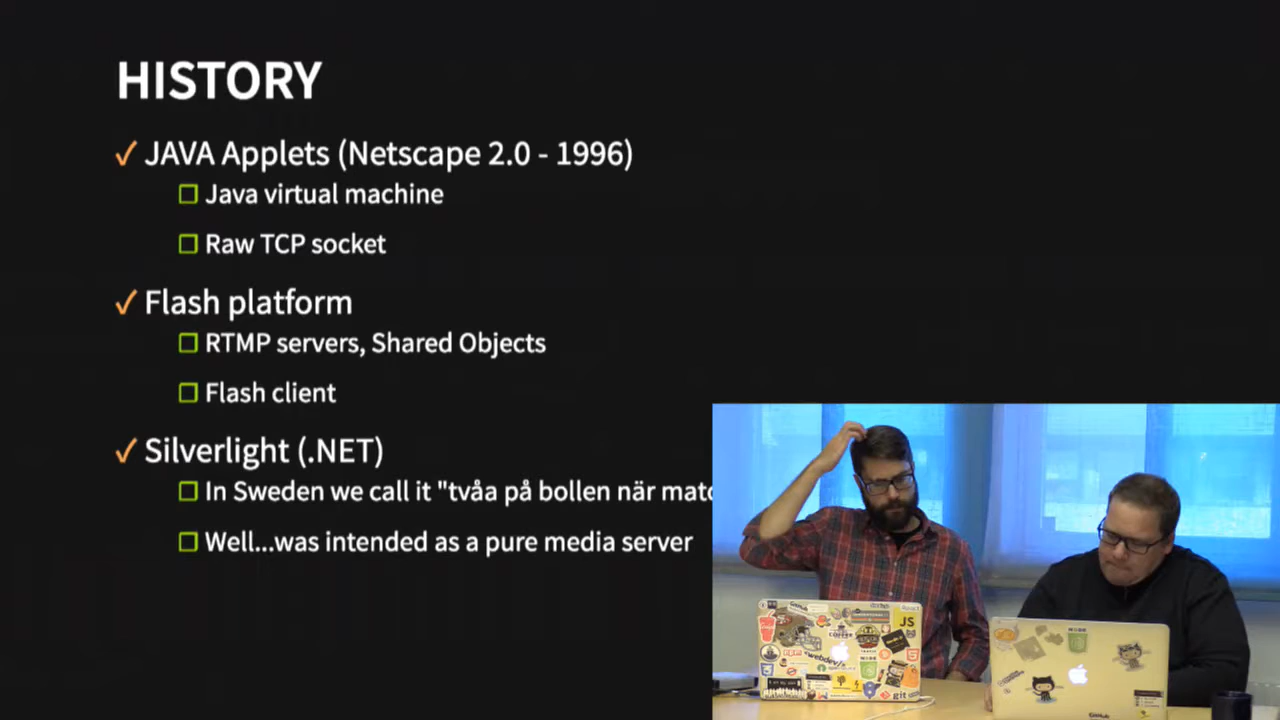 HISTORY
JAVA Applets (Netscape 2.0 - 1996)
Java virtual machine
Raw TCP socket
Flash platform
RTMP servers, Shared Objects
Flash client
Silverlight (.NET)
In Sweden we call it "tvåa på bollen när
Well...was intended as a pure media server
JS
npm
webdev
git